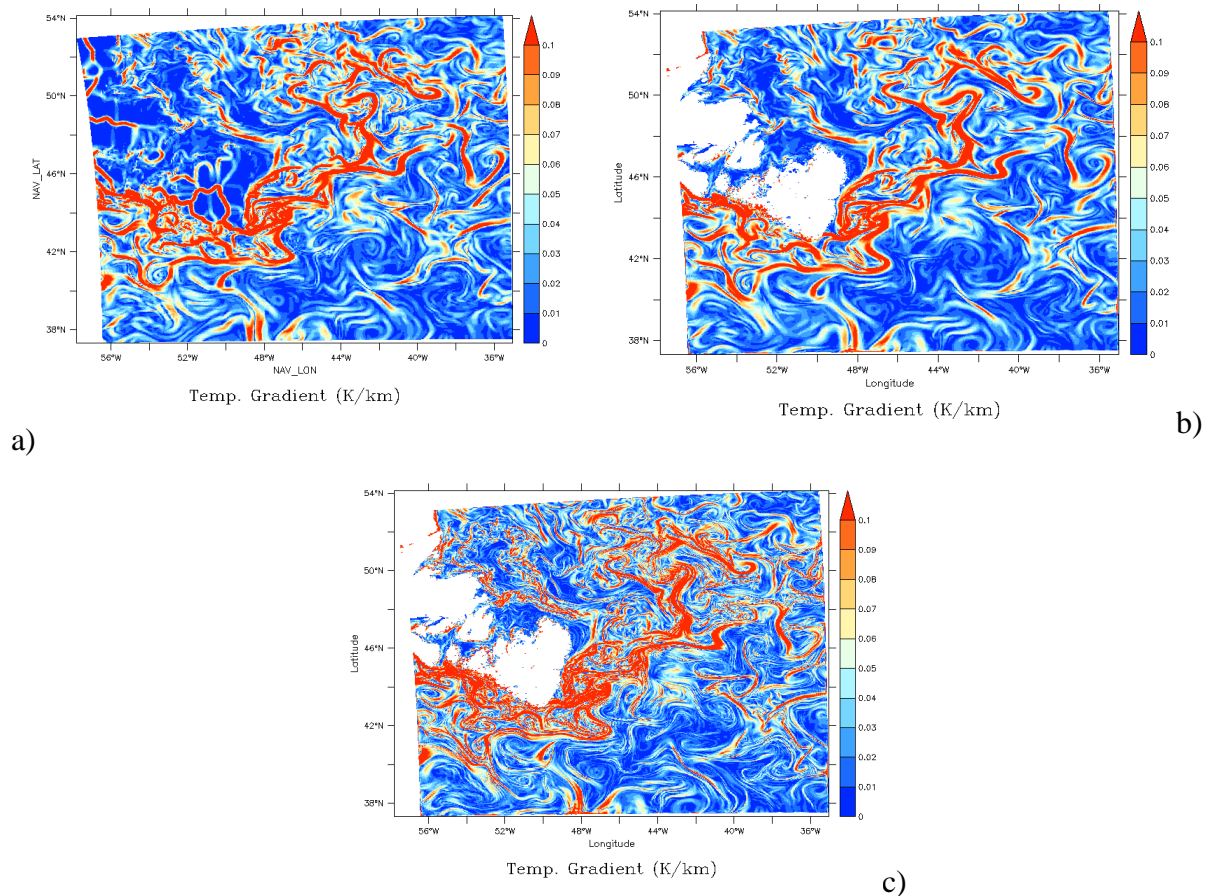 54°N
50°N
46°N
42°N
38°N
NAV_LAT
56°W 52°W 48°W 44°W 40°W 36°W
NAV_LON
0.1
0.09
0.08
0.07
0.06
0.05
0.04
0.03
0.02
0.01
0
Temp. Gradient (K/km)
a)
54°N
50°N
46°N
42°N
38°N
Latitude
56°W 52°W 48°W 44°W 40°W 36°W
Longitude
0.1
0.09
0.08
0.07
0.06
0.05
0.04
0.03
0.02
0.01
0
Temp. Gradient (K/km)
b)
54°N
50°N
46°N
42°N
38°N
Latitude
56°W 52°W 48°W 44°W 40°W 36°W
Longitude
0.1
0.09
0.08
0.07
0.06
0.05
0.04
0.03
0.02
0.01
0
Temp. Gradient (K/km)
c)